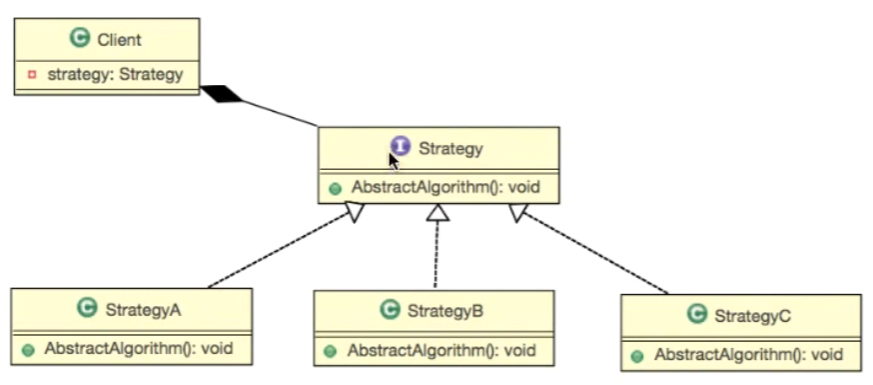 C Client
strategy: Strategy
I Strategy
AbstractAlgorithm(): void
C StrategyA
AbstractAlgorithm(): void
C StrategyB
AbstractAlgorithm(): void
C StrategyC
AbstractAlgorithm(): void